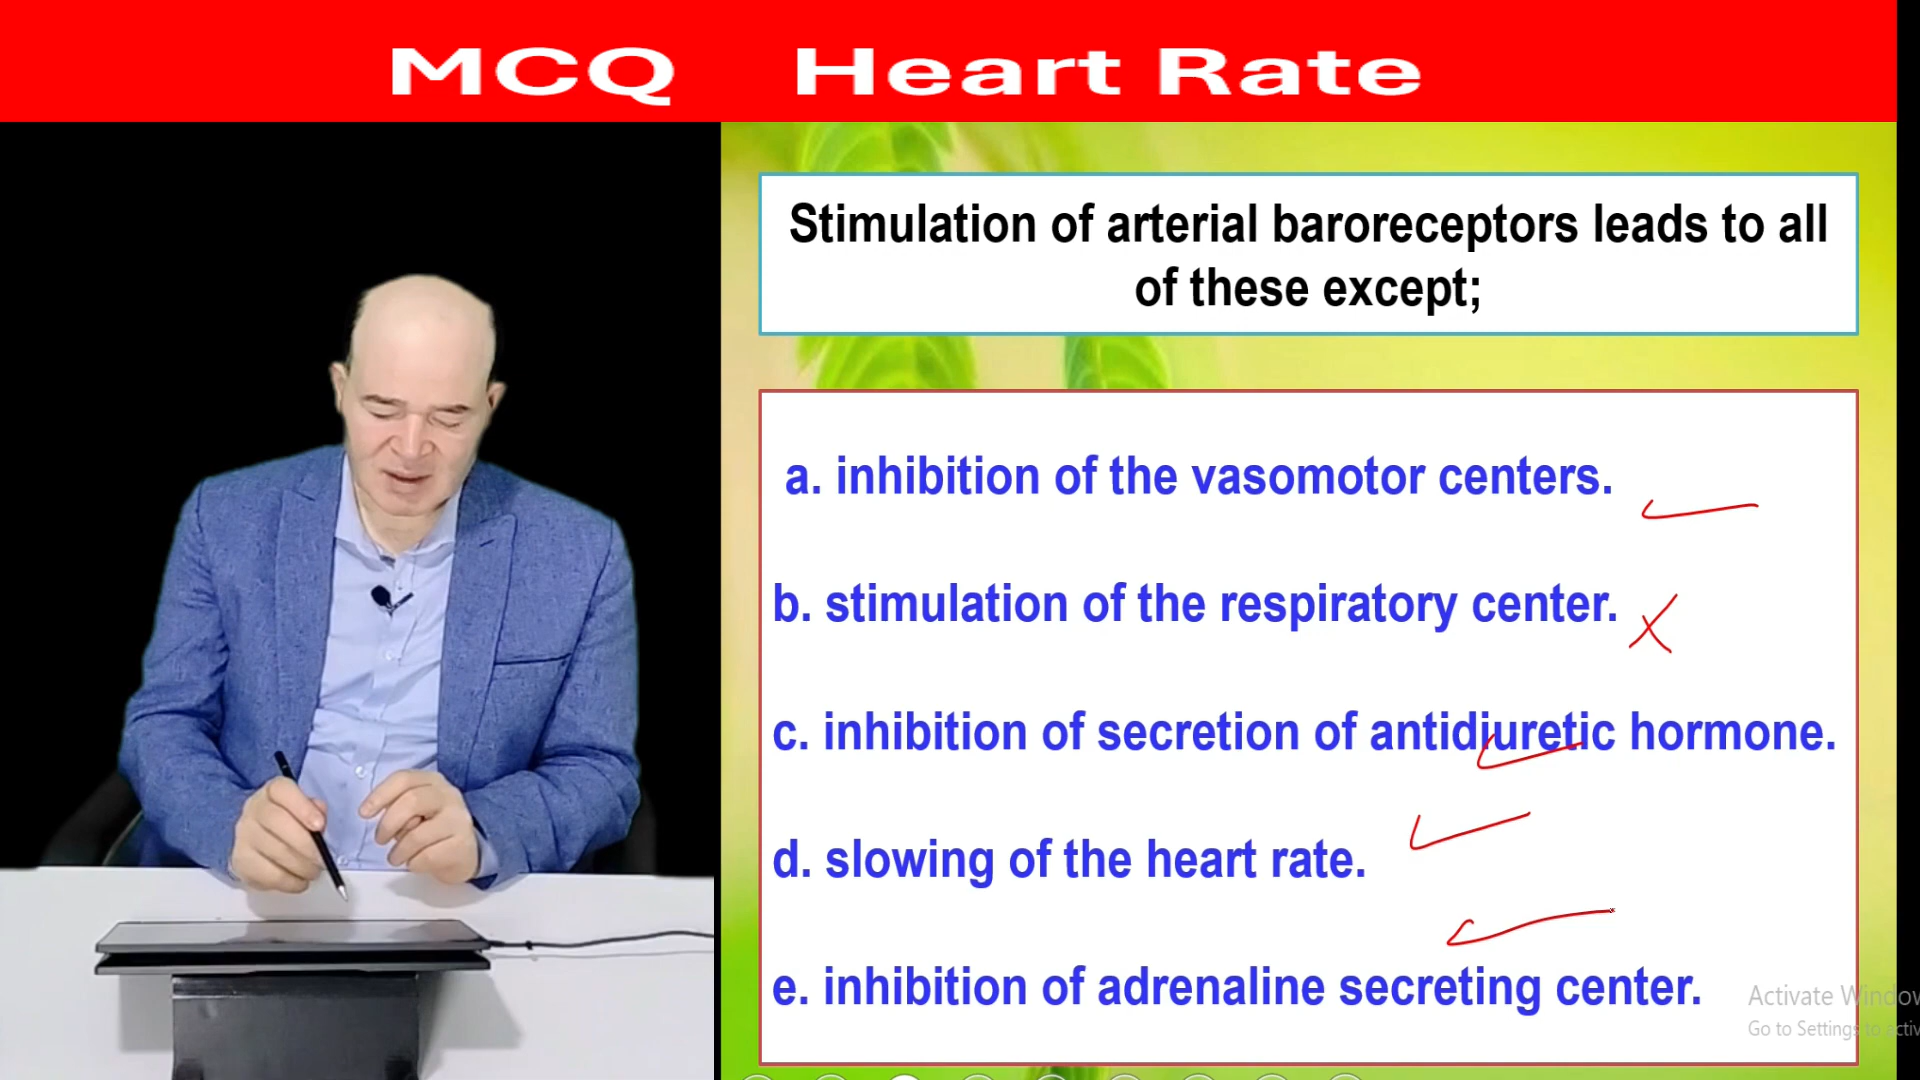 MCQ Heart Rate
Stimulation of arterial baroreceptors leads to all
of these except;
a. inhibition of the vasomotor centers.
b. stimulation of the respiratory center.
c. inhibition of secretion of antidiuretic hormone.
d. slowing of the heart rate.
e. inhibition of adrenaline secreting center.
Activate Window
Go to Settings to activ